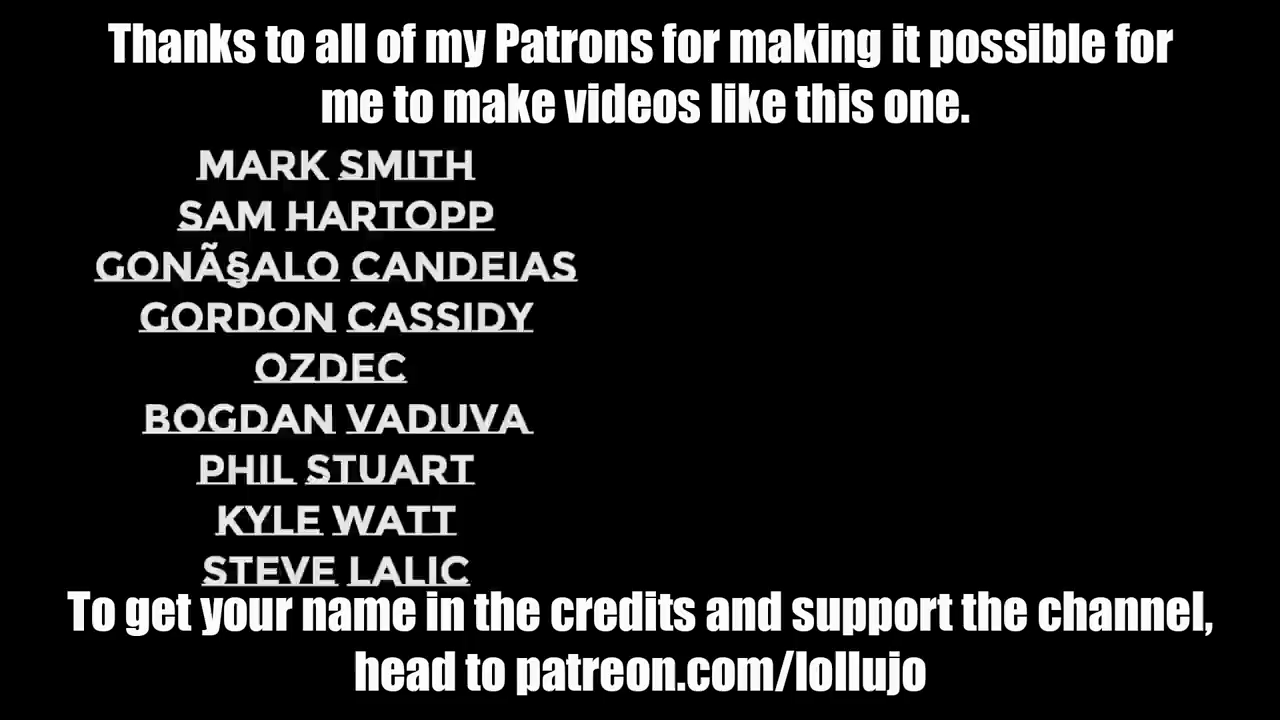 Thanks to all of my Patrons for making it possible for
me to make videos like this one.
MARK SMITH
SAM HARTOPP
GONÃ§ALO CANDEIAS
GORDON CASSIDY
OZDEC
BOGDAN VADUVA
PHIL STUART
KYLE WATT
STEVE LALIC
To get your name in the credits and support the channel,
head to patreon.com/lollujo